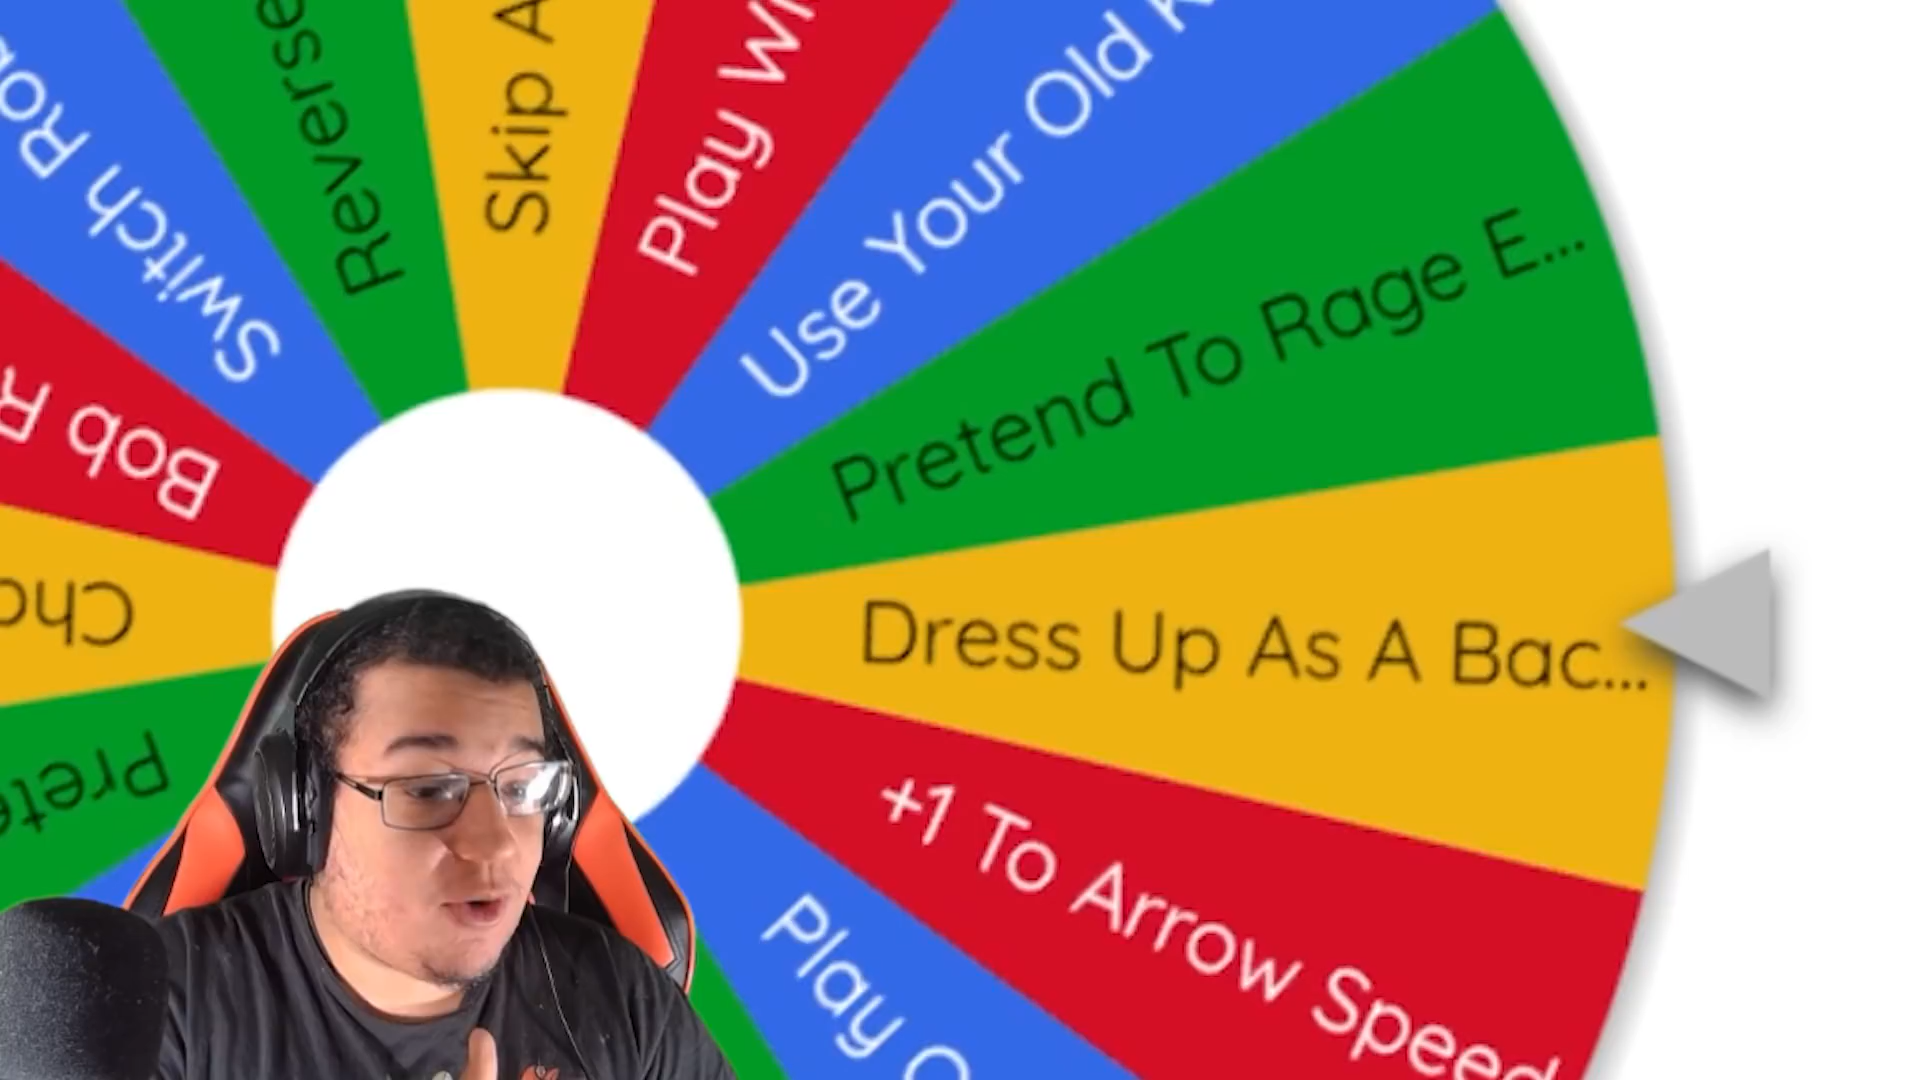 Reverse
Skip A
Play Wi
Use Your Old
Switch Ro
Pretend To Rage E...
Bob R
Dress Up As A Bac...
Cho
Prete
+1 To Arrow Speed
Play